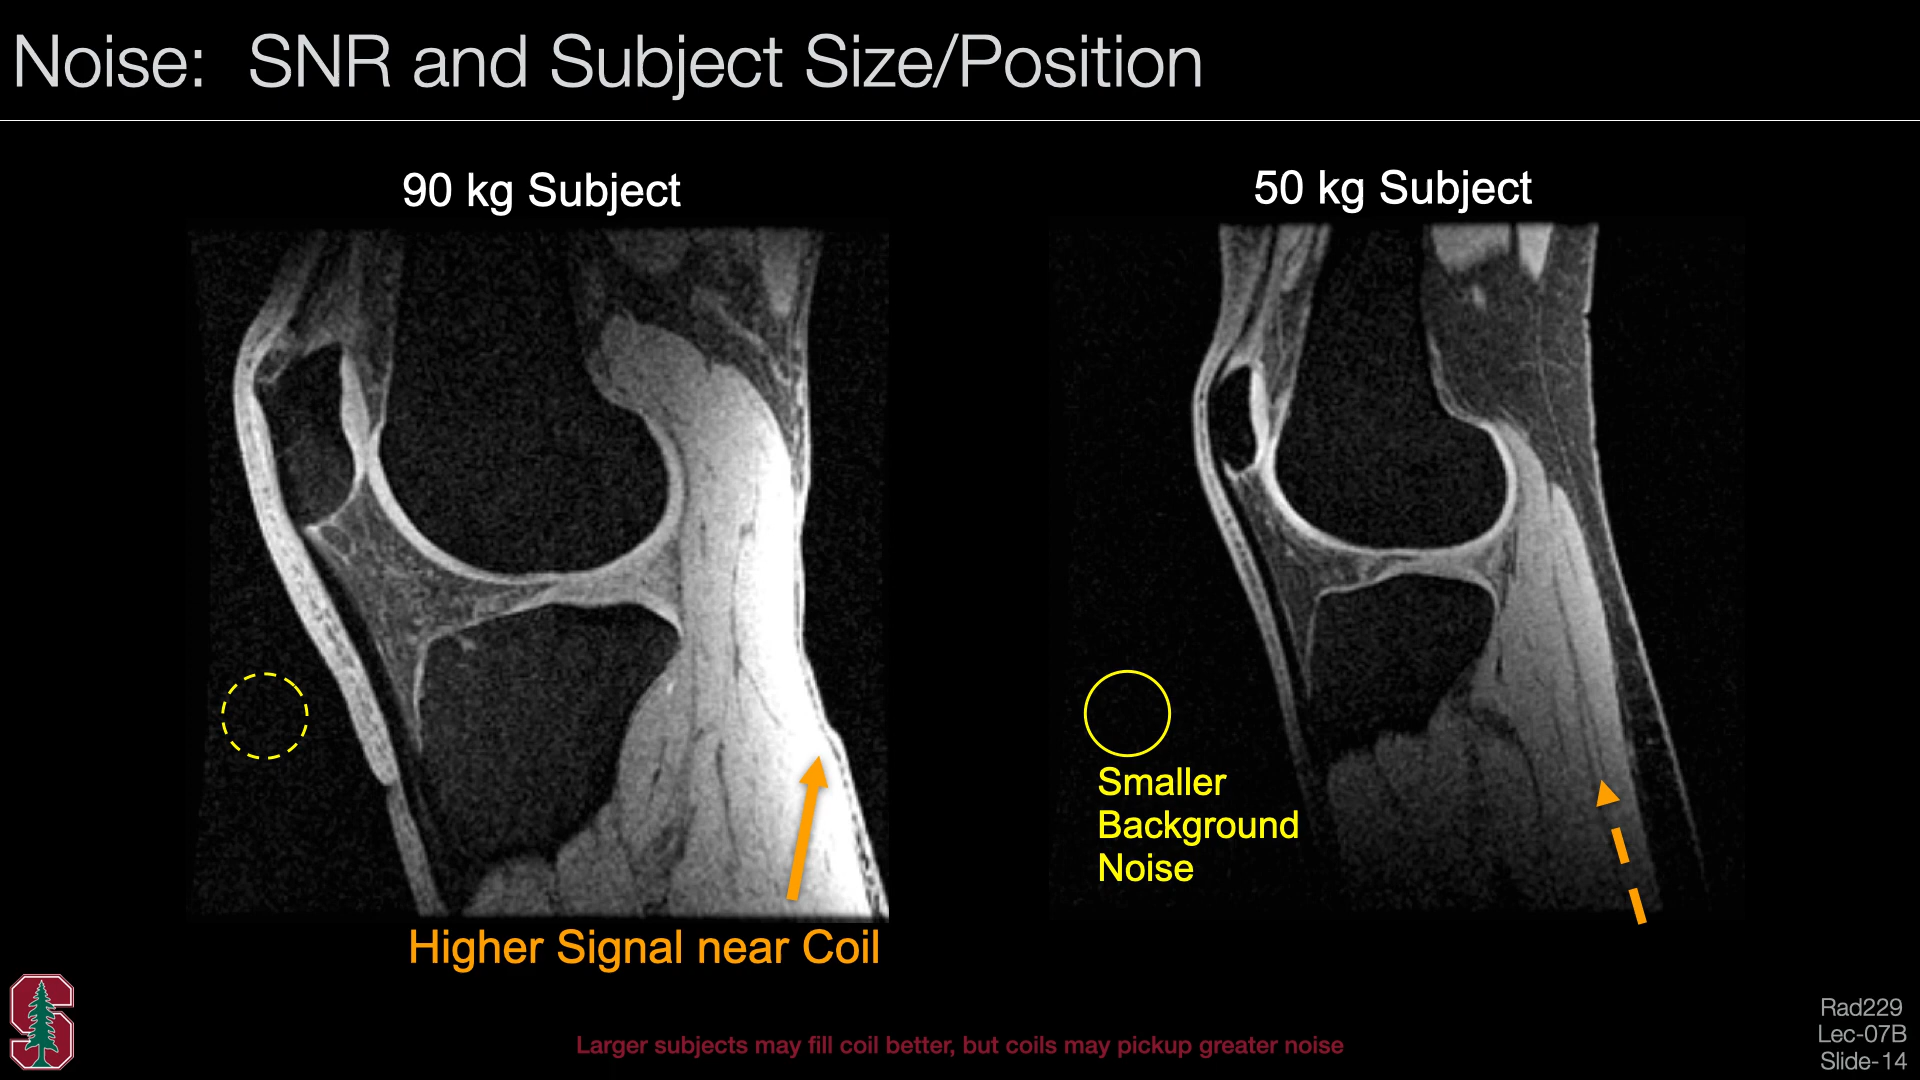 Noise: SNR and Subject Size/Position
90 kg Subject
50 kg Subject
Smaller
Background
Noise
Higher Signal near Coil
Larger subjects may fill coil better, but coils may pickup greater noise
Rad229
Lec-07B
Slide-14